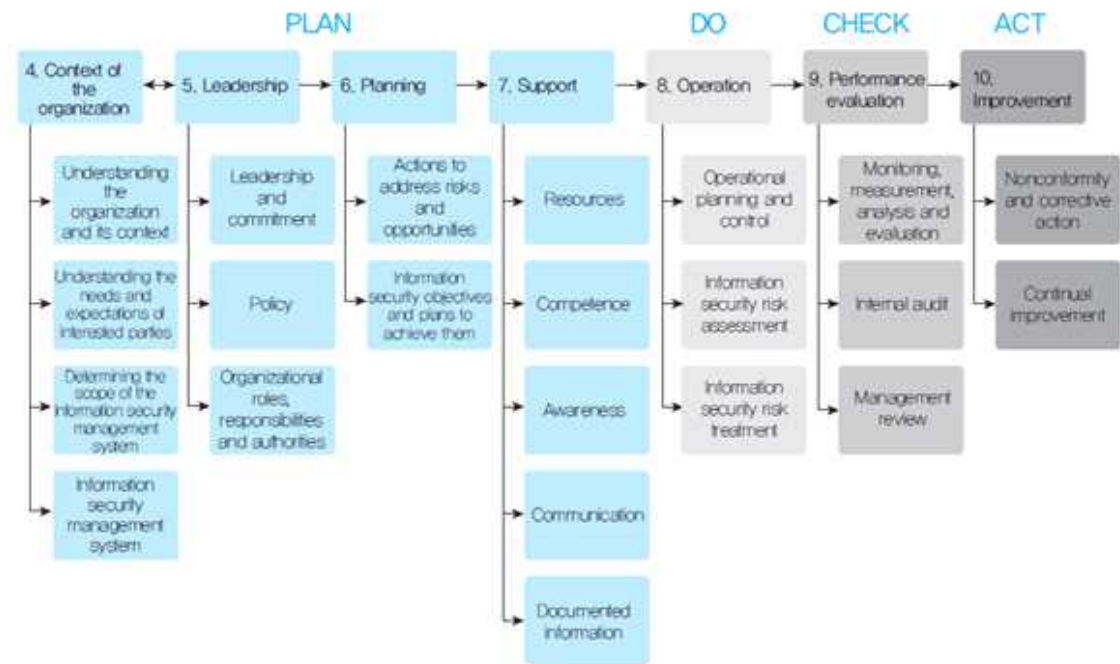 PLAN
DO
CHECK
ACT
4. Context of
the
organization
5. Leadership
6. Planning
7. Support
8. Operation
9. Performance
evaluation
10.
Improvement
Understanding
the
organization
and its context
Understanding the
needs and
expectations of
interested parties
Determining the
scope of the
information security
management
system
Information
security
management
system
Leadership
and
commitment
Policy
Organizational
roles,
responsibilities
and authorities
Actions to
address risks
and
opportunities
Information
security objectives
and plans to
achieve them
Resources
Competence
Awareness
Communication
Documented
information
Operational
planning and
control
Information
security risk
assessment
Information
security risk
treatment
Monitoring,
measurement,
analysis and
evaluation
Internal audit
Management
review
Nonconformity
and corrective
action
Continual
improvement